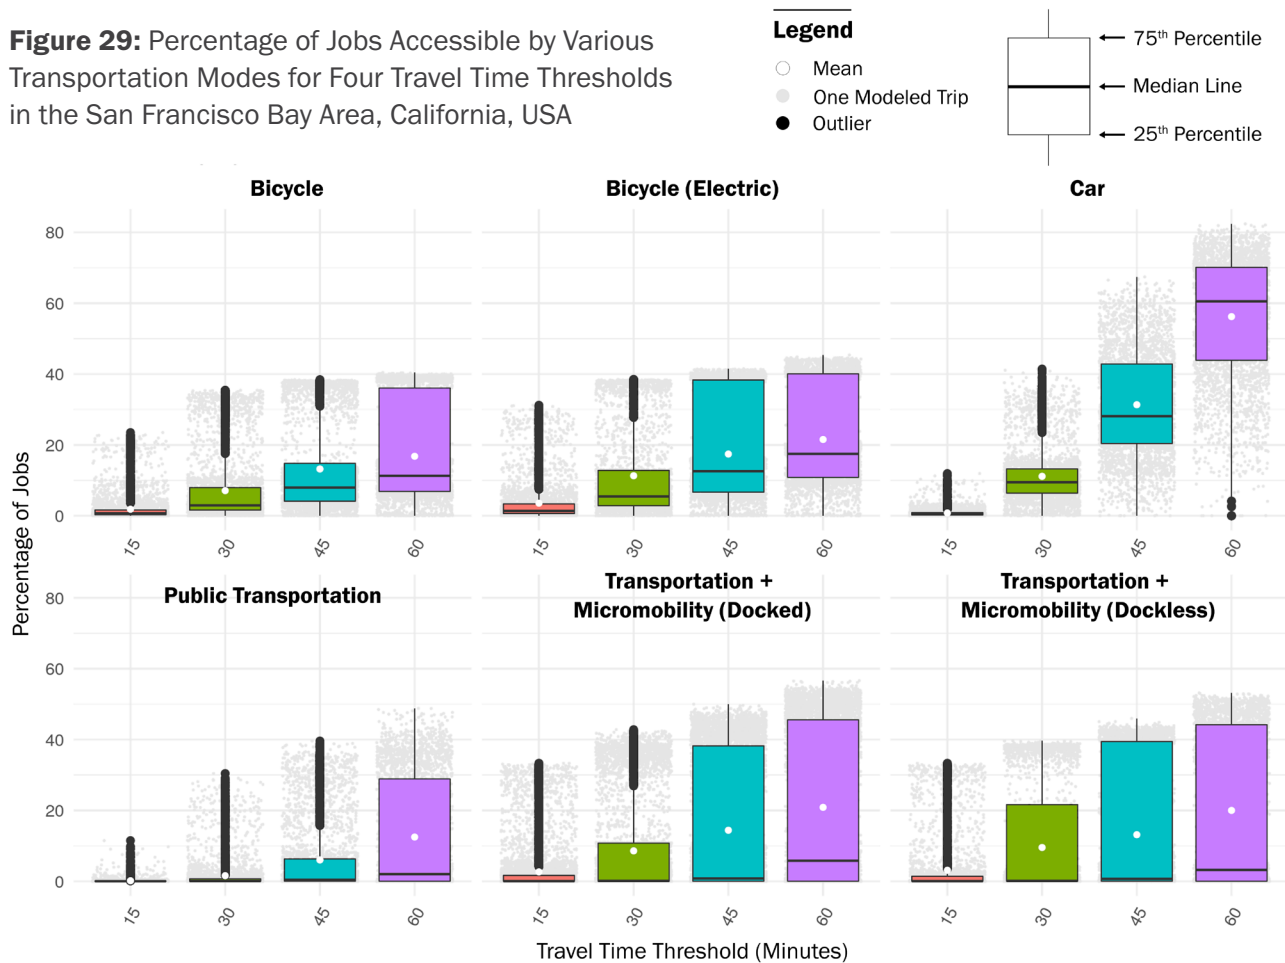 Figure 29: Percentage of Jobs Accessible by Various
Transportation Modes for Four Travel Time Thresholds
in the San Francisco Bay Area, California, USA
Legend
Mean
One Modeled Trip
Outlier
75th Percentile
Median Line
25th Percentile
Percentage of Jobs
Bicycle
Bicycle (Electric)
Car
80
60
40
20
0
15
30
45
60
15
30
45
60
15
30
45
60
Public Transportation
Transportation +
Micromobility (Docked)
Transportation +
Micromobility (Dockless)
80
60
40
20
0
15
30
45
60
15
30
45
60
15
30
45
60
Travel Time Threshold (Minutes)